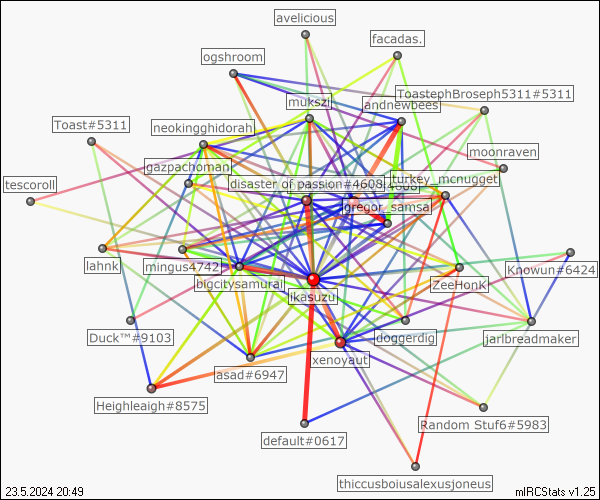 avelicious
facadas.
ogshroom
ToastephBroseph5311#5311
mukszi
andnewbees
Toast#5311
neokingghidorah
moonraven
gazpachoman
turkey_mcnugget
tescoroll
disaster of passion#4608
gregor_samsa
lahnk
mingus4742
Knowun#6424
bigcitysamurai
ZeeHonK
ikasuzu
Duck™#9103
doggerdig
jarlbreadmaker
xenoyaut
asad#6947
Heighleaigh#8575
Random Stuf6#5983
default#0617
thiccusboiusalexusjoneus
23.5.2024 20:49
mIRCStats v1.25